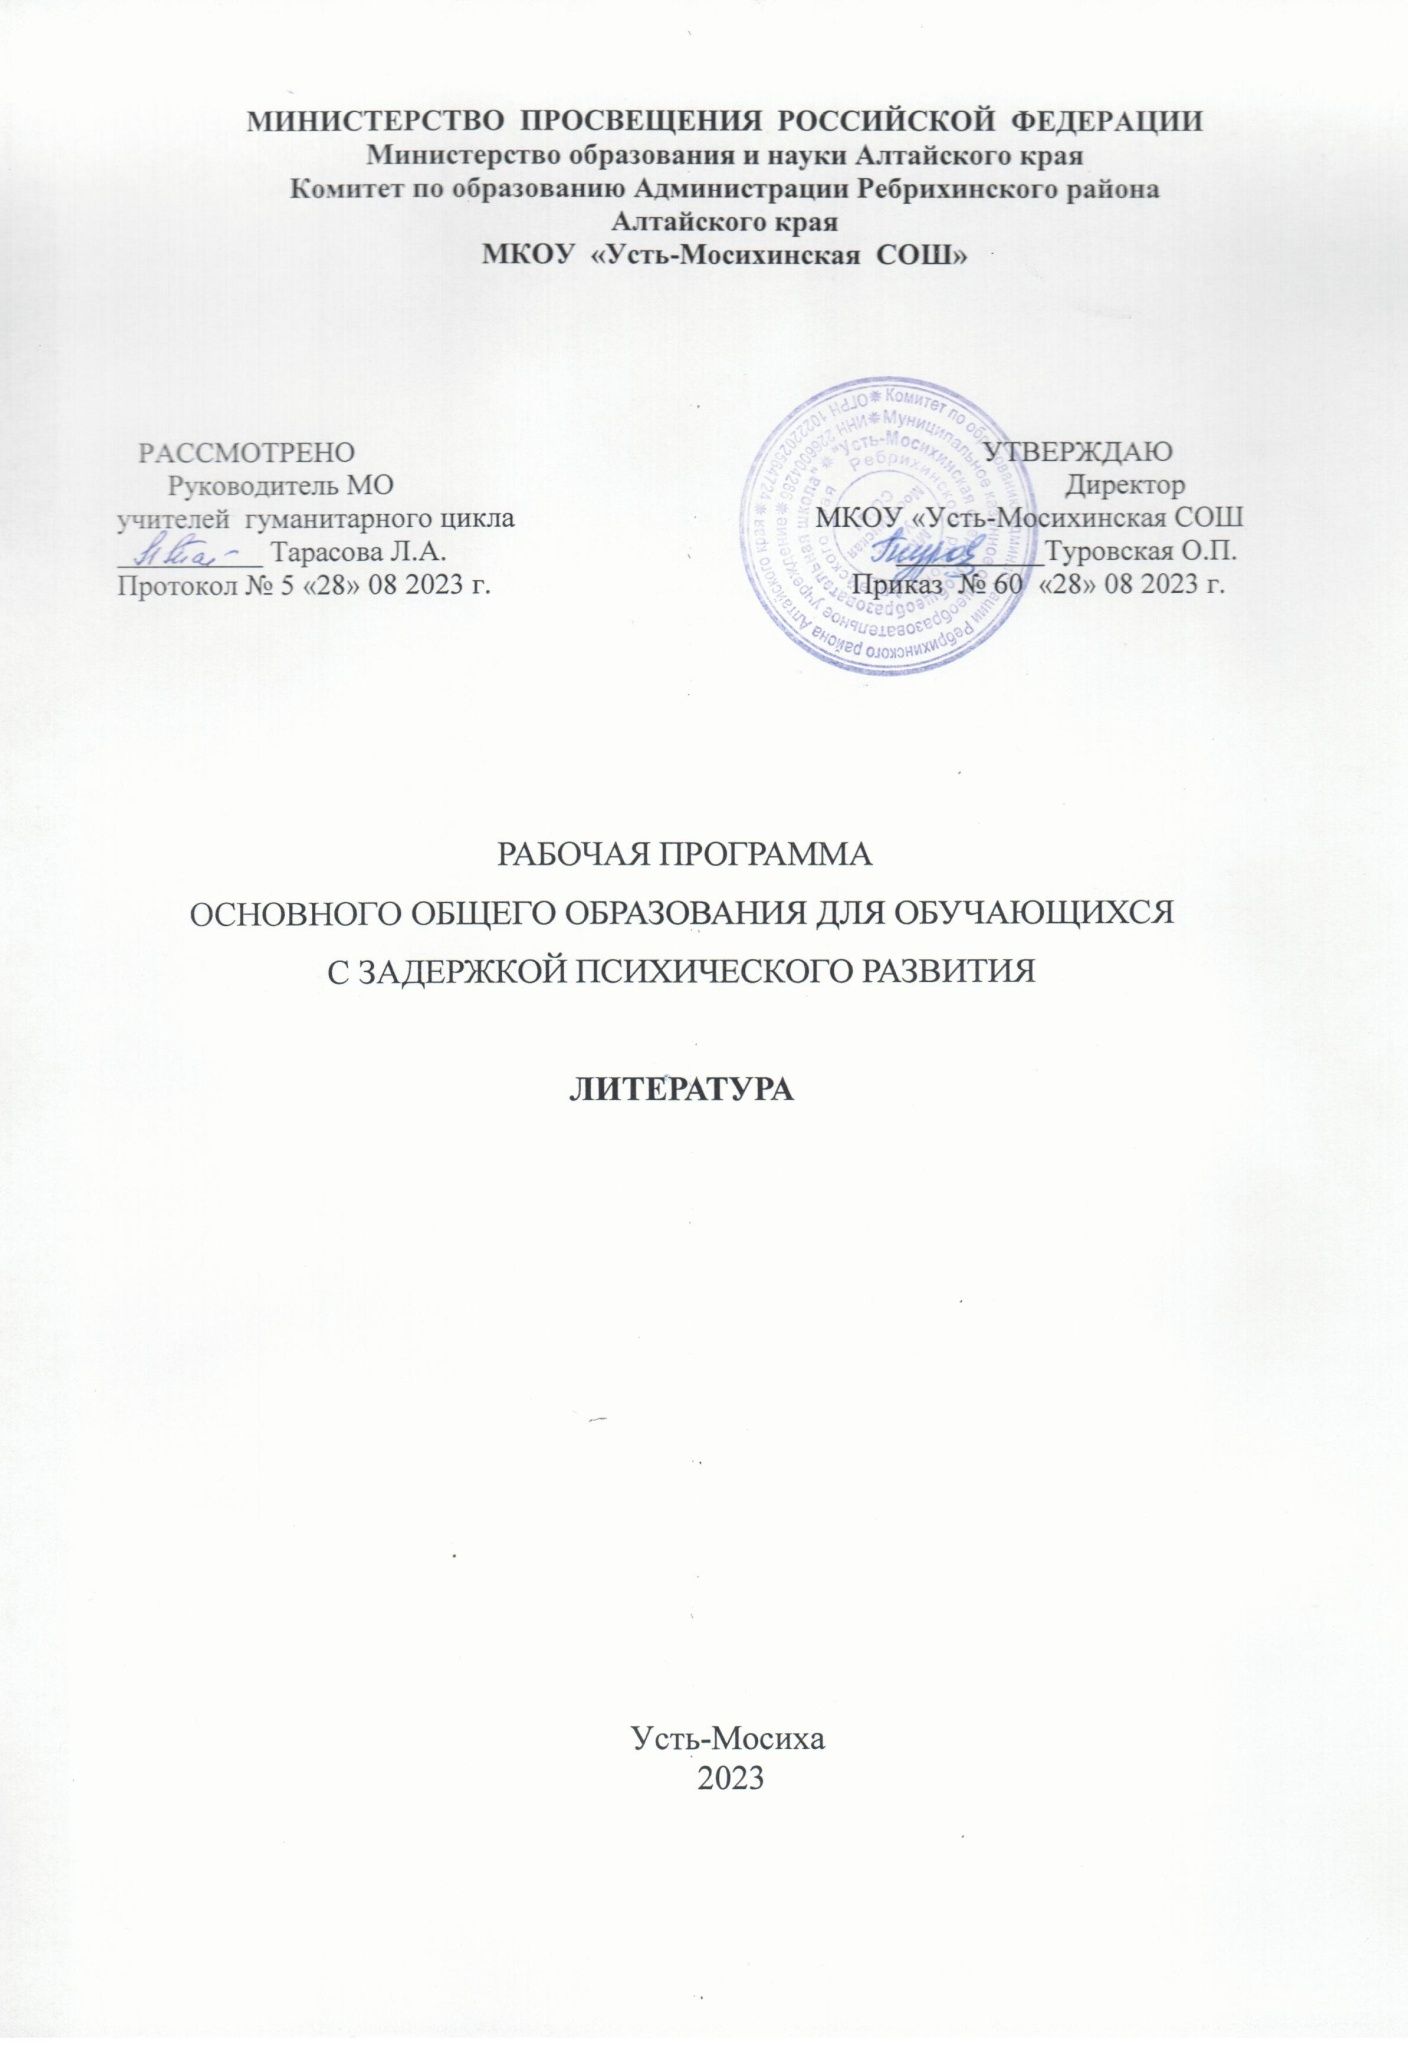 МИНИСТЕРСТВО ПРОСВЕЩЕНИЯ РОССИЙСКОЙ ФЕДЕРАЦИИ
Министерство образования и науки Алтайского края
Комитет по образованию Администрации Ребрихинского района
Алтайского края
МКОУ «Усть-Мосихинская СОШ»
РАССМОТРЕНО
Руководитель МО
учителей гуманитарного цикла
Тарасова Л.А.
Протокол № 5 «28» 08 2023 г.
УТВЕРЖДАЮ
Директор
МКОУ «Усть-Мосихинская СОШ
Туровская О.П.
Приказ № 60 «28» 08 2023 г.
РАБОЧАЯ ПРОГРАММА
ОСНОВНОГО ОБЩЕГО ОБРАЗОВАНИЯ ДЛЯ ОБУЧАЮЩИХСЯ
С ЗАДЕРЖКОЙ ПСИХИЧЕСКОГО РАЗВИТИЯ
ЛИТЕРАТУРА
Усть-Мосиха
2023